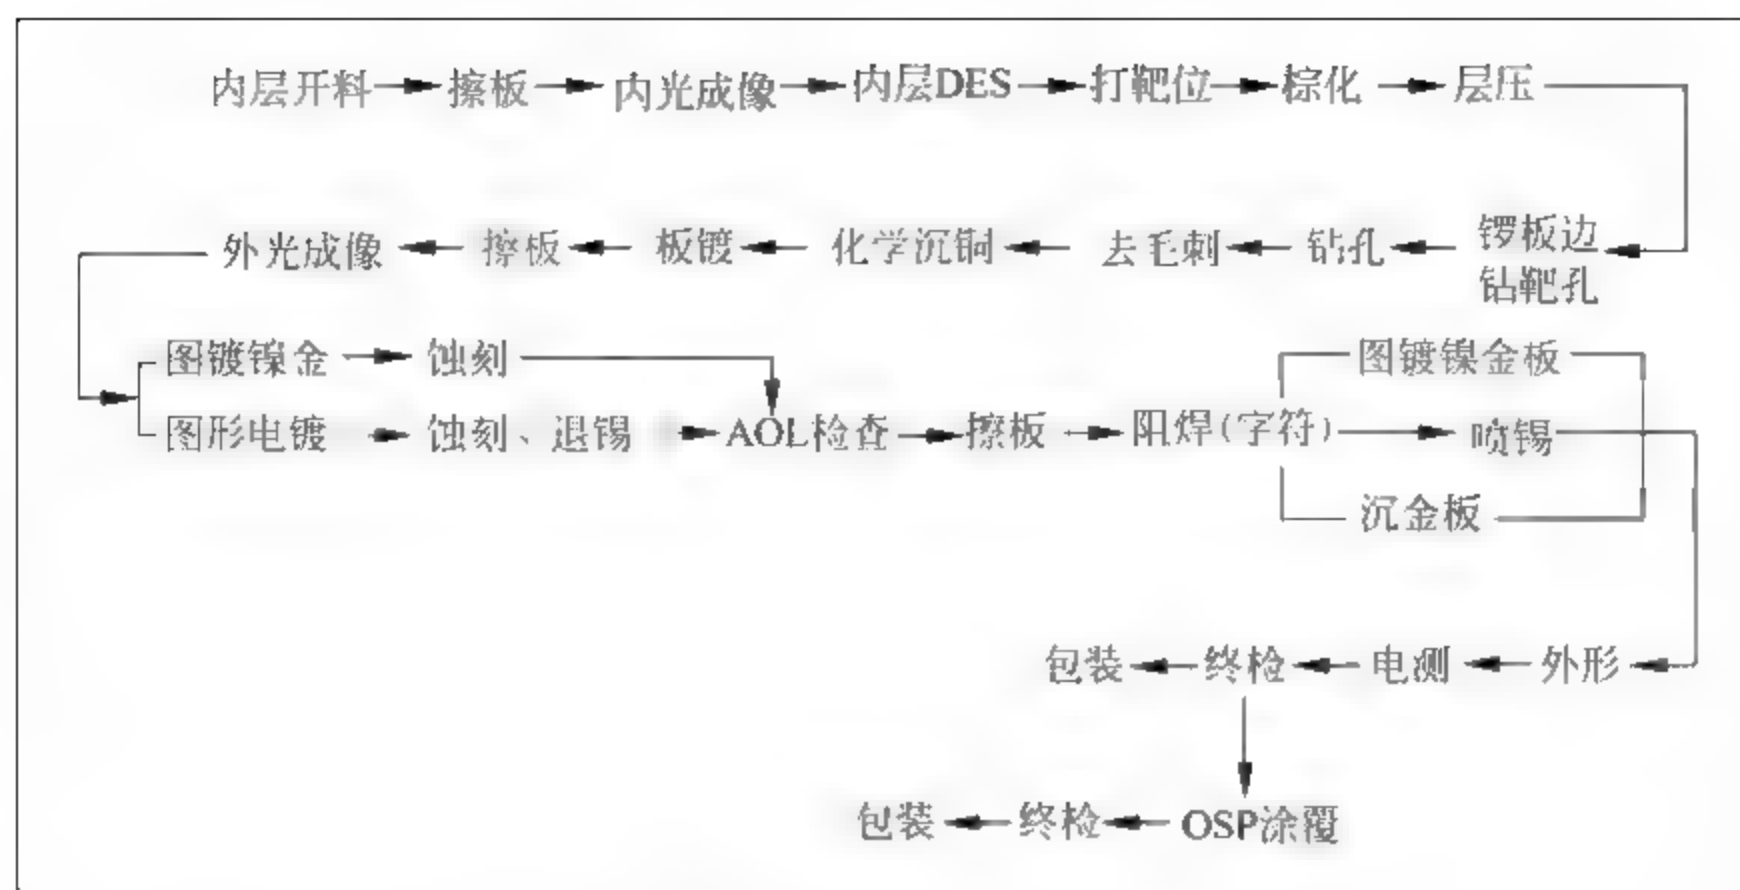 内层开料 擦板 内光成像 内层DES 打靶位 棕化 层压
外光成像 擦板 板镀 化学沉铜 去毛刺 钻孔 锣板边
钻靶孔
图镀镍金 蚀刻 图镀镍金板
图形电镀 蚀刻、退锡 AOL检查 擦板 阻焊(字符) 喷锡
沉金板
包装 终检 电测 外形
包装 终检 OSP涂覆